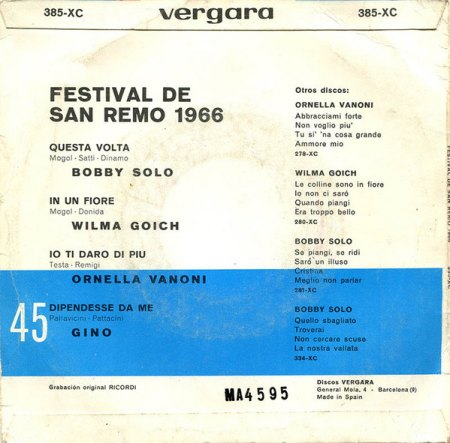 385-XC vergara 385-XC
FESTIVAL DE
SAN REMO 1966
QUESTA VOLTA
Mogol - Satti - Dinamo
BOBBY SOLO
IN UN FIORE
Mogol - Donida
WILMA GOICH
IO TI DARO DI PIU
Testa - Remigi
ORNELLA VANONI
DIPENDESSE DA ME
Pallavicini - Pattacini
GINO
45
Otros discos:
ORNELLA VANONI
Abbracciami forte
Non voglio piu'
Tu si' 'na cosa grande
Ammore mio
278-XC
WILMA GOICH
Le colline sono in fiore
Io non ci saró
Quando piangi
Era troppo bello
280-XC
BOBBY SOLO
Se piangi, se ridi
Saró un illuso
Cristina
Meglio non parlar
281-XC
BOBBY SOLO
Quello sbagliato
Troverai
Non cercare scuse
La nostra vallata
334-XC
Grabación original RICORDI
MA4595
Discos VERGARA
General Mola, 4 - Barcelona (9)
Made in Spain